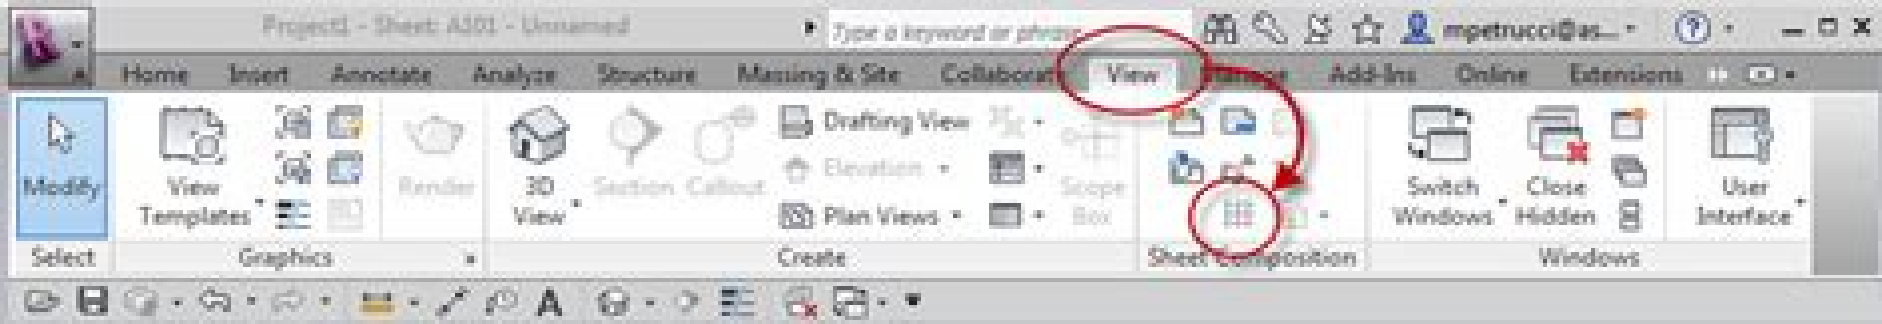 Project1 - Sheet: A101 - Unnamed
Type a keyword or phrase
mpetrucci@as...
Home Insert Annotate Analyze Structure Massing & Site Collaborate View Manage Add-Ins Online Extensions
Modify
View Templates
Render
3D View
Section
Callout
Drafting View
Elevation
Plan Views
Scope Box
Switch Windows
Close Hidden
User Interface
Select Graphics Create Sheet Composition Windows
A